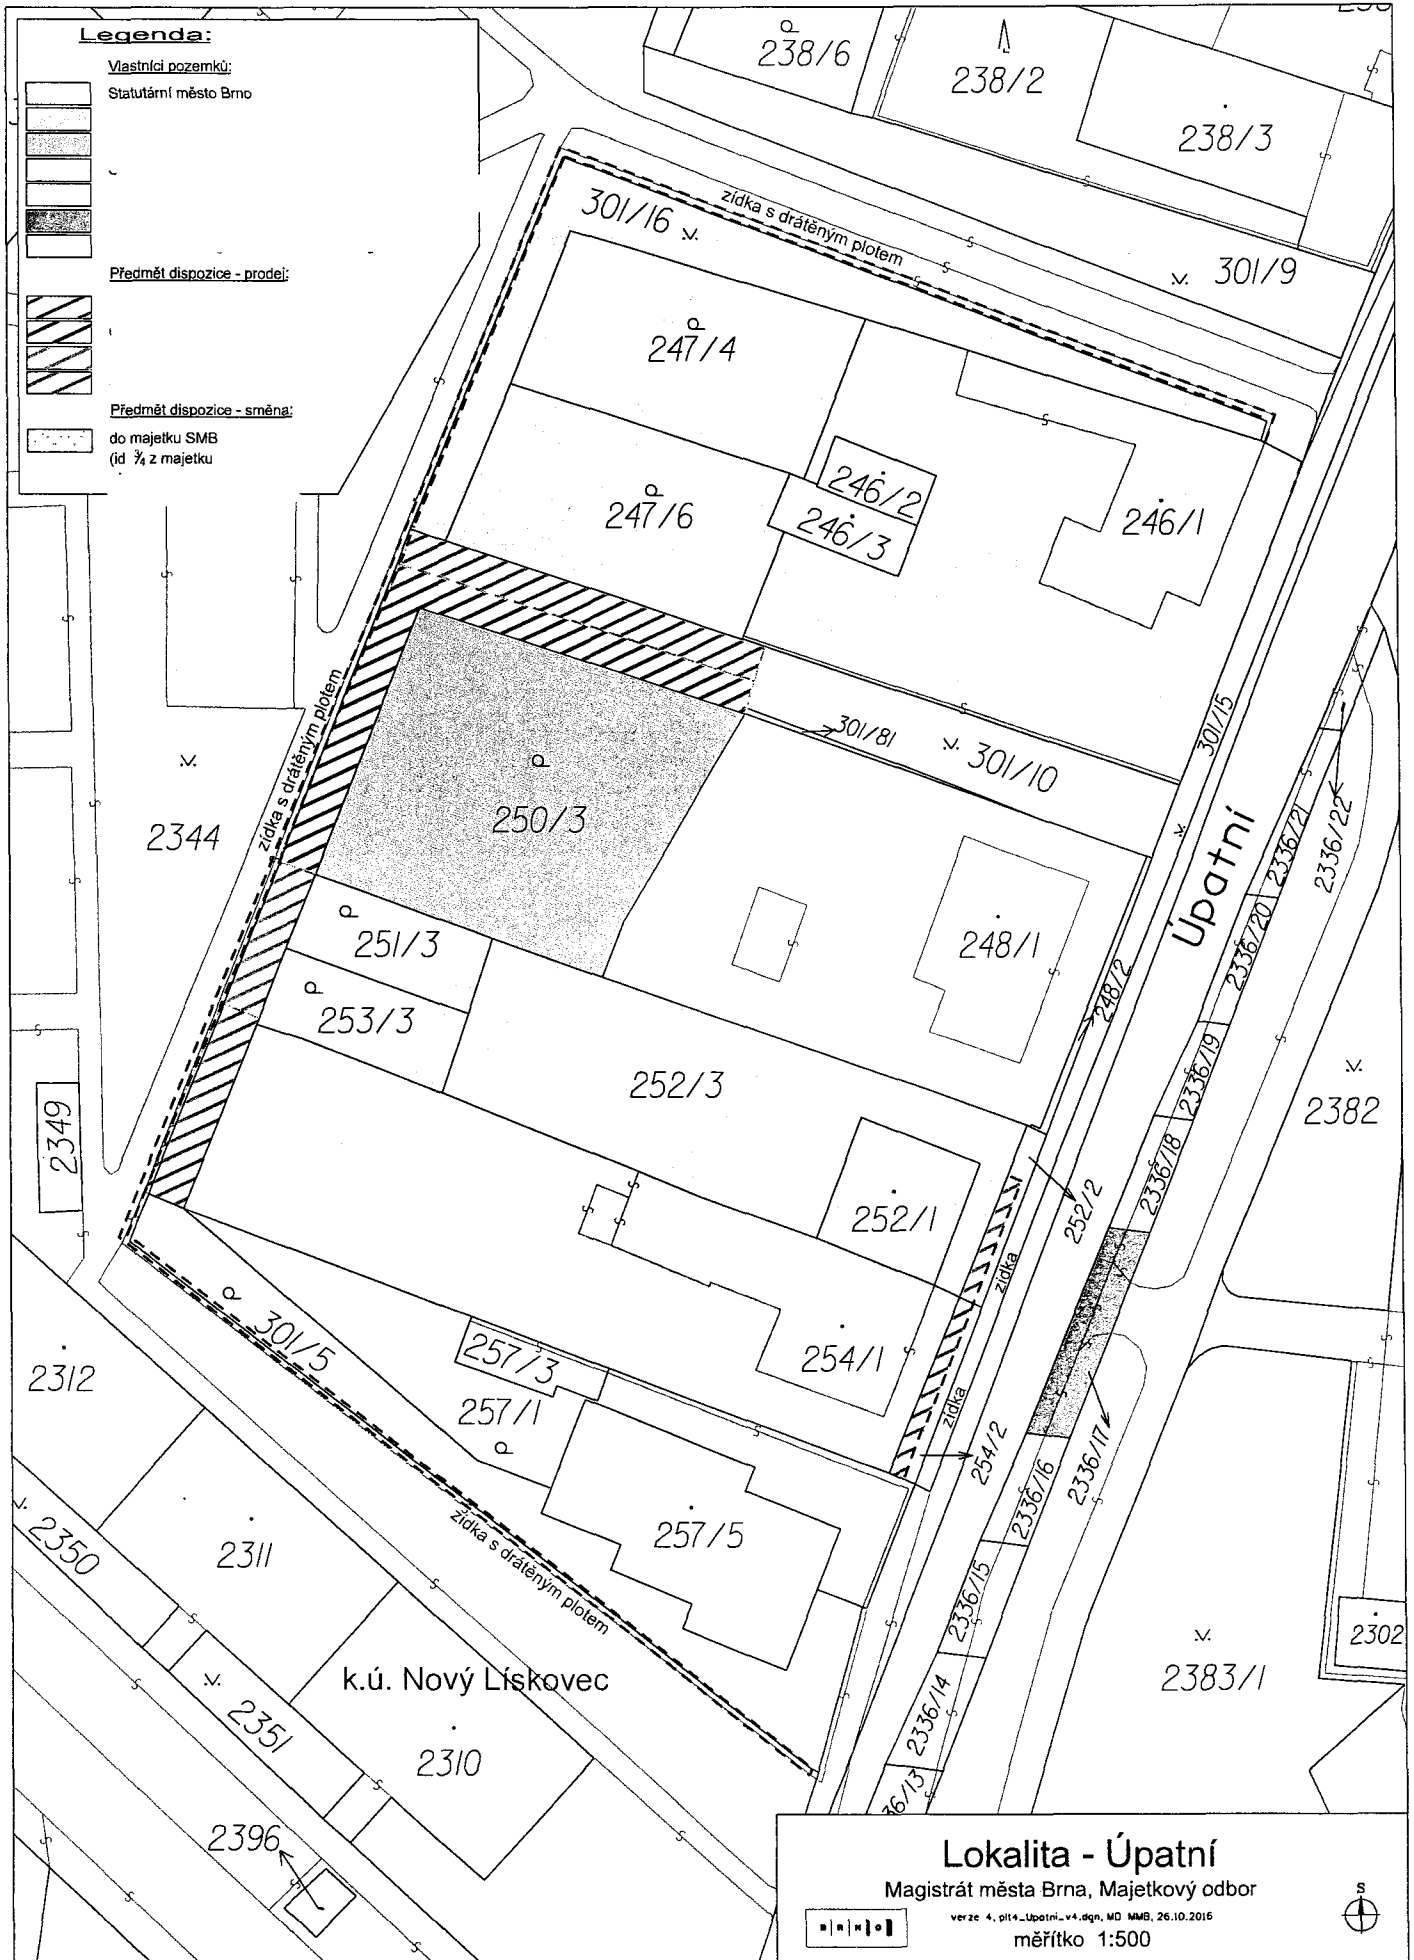 Legenda:
Vlastníci pozemků:
Statutární město Brno
Předmět dispozice - prodej:
Předmět dispozice - směna:
do majetku SMB
(id ¾ z majetku
238/6
238/2
238/3
301/16
zídka s drátěným plotem
301/9
247/4
246/2
247/6
246/3
246/1
301/15
301/81
301/10
zídka s drátěným plotem
2344
250/3
Úpatní
2336/21
2336/22
2336/20
251/3
248/1
248/2
253/3
2336/19
252/3
2382
2349
2336/18
252/1
252/2
zídka
301/5
257/3
254/1
2312
257/1
zídka
254/2
2336/17
2336/16
257/5
zídka s drátěným plotem
2350
2311
2336/15
2302
k.ú. Nový Lískovec
2383/1
2336/14
2351
2310
36/13
2396
Lokalita - Úpatní
Magistrát města Brna, Majetkový odbor
verze 4, plt4_Upatni_v4.dgn, MO MMB, 26.10.2016
měřítko 1:500
B R N O
S